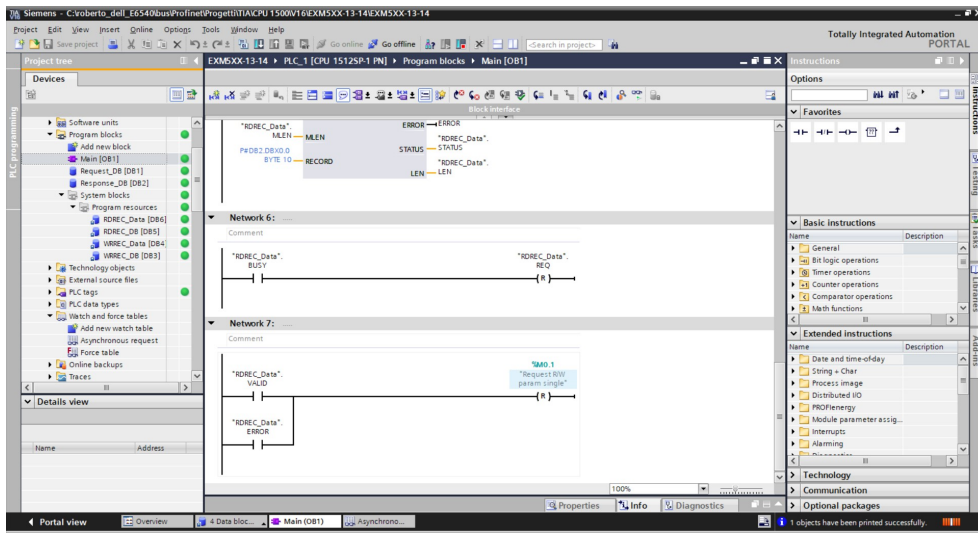 Siemens - C:\roberto_dell_E6540\bus\Profinet\Progetti\TIA\CPU 1500\V16\EXM5XX-13-14\EXM5XX-13-14
Project Edit View Insert Online Options Tools Window Help
Totally Integrated Automation
PORTAL
Save project
Go online
Go offline
<Search in project>
Project tree
EXM5XX-13-14 PLC_1 [CPU 1512SP-1 PN] Program blocks Main [OB1]
Instructions
Devices
Options
Block interface
PLC programming
Software units
Program blocks
Add new block
Main [OB1]
Request_DB [DB1]
Response_DB [DB2]
System blocks
Program resources
RDREC_Data [DB6]
RDREC_DB [DB5]
WRREC_Data [DB4]
WRREC_DB [DB3]
Technology objects
External source files
PLC tags
PLC data types
Watch and force tables
Add new watch table
Asynchronous request
Force table
Online backups
Traces
Details view
Name Address
"RDREC_Data".
MLEN MLEN
P#DB2.DBX0.0
BYTE 10 RECORD
ERROR ERROR
"RDREC_Data".
STATUS STATUS
"RDREC_Data".
LEN LEN
Network 6: .....
Comment
"RDREC_Data".
BUSY
"RDREC_Data".
REQ
R
Network 7: .....
Comment
"RDREC_Data".
VALID
%M0.1
"Request R/W
param single"
R
"RDREC_Data".
ERROR
100%
Properties Info Diagnostics
Favorites
Basic instructions
Name Description
General
Bit logic operations
Timer operations
Counter operations
Comparator operations
Math functions
Extended instructions
Name Description
Date and time-of-day
String + Char
Process image
Distributed I/O
PROFIenergy
Module parameter assig...
Interrupts
Alarming
Technology
Communication
Optional packages
Instructions
Testing
Tasks
Libraries
Add-ins
Portal view
Overview
4 Data bloc...
Main (OB1)
Asynchrono...
1 objects have been printed successfully.